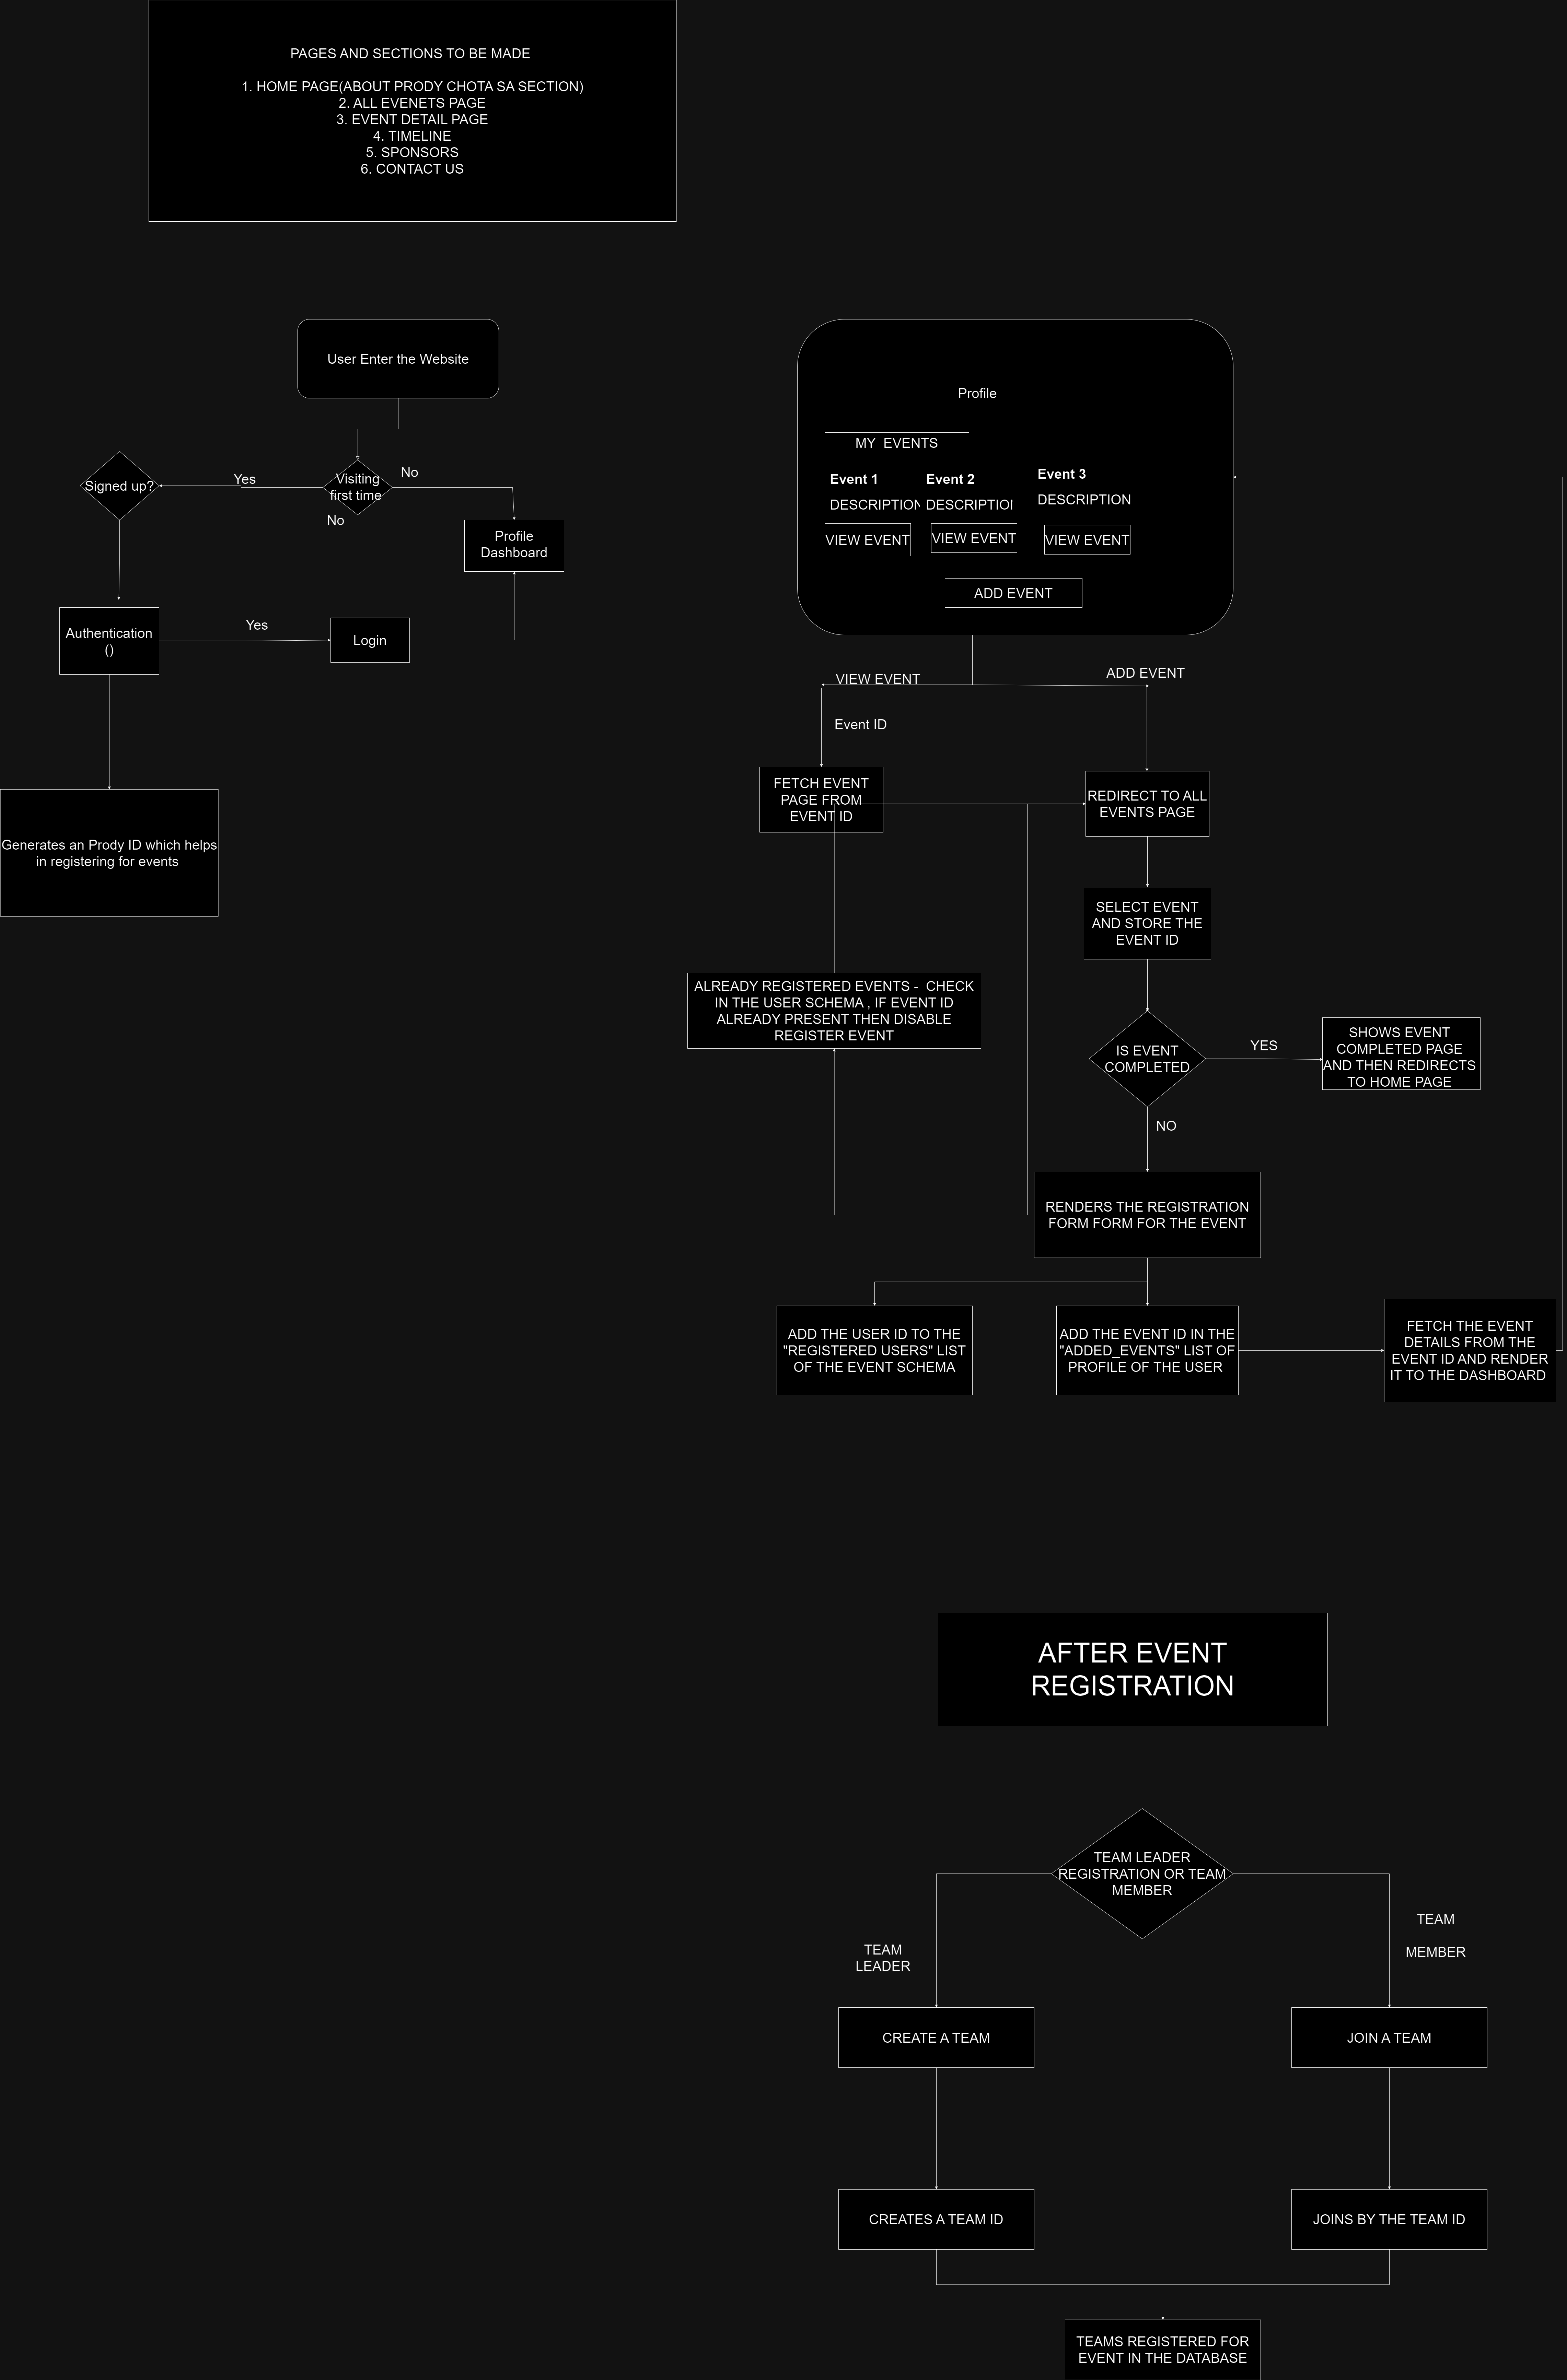 PAGES AND SECTIONS TO BE MADE
1. HOME PAGE(ABOUT PRODY CHOTA SA SECTION)
2. ALL EVENETS PAGE
3. EVENT DETAIL PAGE
4. TIMELINE
5. SPONSORS
6. CONTACT US
User Enter the Website
Visiting
first time
Yes
No
No
Signed up?
Profile
Dashboard
Authentication
()
Yes
Login
Generates an Prody ID which helps
in registering for events
Profile
MY EVENTS
Event 1
DESCRIPTION
VIEW EVENT
Event 2
DESCRIPTIOI
VIEW EVENT
Event 3
DESCRIPTION
VIEW EVENT
ADD EVENT
VIEW EVENT
ADD EVENT
Event ID
FETCH EVENT
PAGE FROM
EVENT ID
REDIRECT TO ALL
EVENTS PAGE
SELECT EVENT
AND STORE THE
EVENT ID
ALREADY REGISTERED EVENTS - CHECK
IN THE USER SCHEMA , IF EVENT ID
ALREADY PRESENT THEN DISABLE
REGISTER EVENT
IS EVENT
COMPLETED
YES
SHOWS EVENT
COMPLETED PAGE
AND THEN REDIRECTS
TO HOME PAGE
NO
RENDERS THE REGISTRATION
FORM FORM FOR THE EVENT
ADD THE USER ID TO THE
"REGISTERED USERS" LIST
OF THE EVENT SCHEMA
ADD THE EVENT ID IN THE
"ADDED_EVENTS" LIST OF
PROFILE OF THE USER
FETCH THE EVENT
DETAILS FROM THE
EVENT ID AND RENDER
IT TO THE DASHBOARD
AFTER EVENT
REGISTRATION
TEAM LEADER
REGISTRATION OR TEAM
MEMBER
TEAM
LEADER
TEAM
MEMBER
CREATE A TEAM
JOIN A TEAM
CREATES A TEAM ID
JOINS BY THE TEAM ID
TEAMS REGISTERED FOR
EVENT IN THE DATABASE